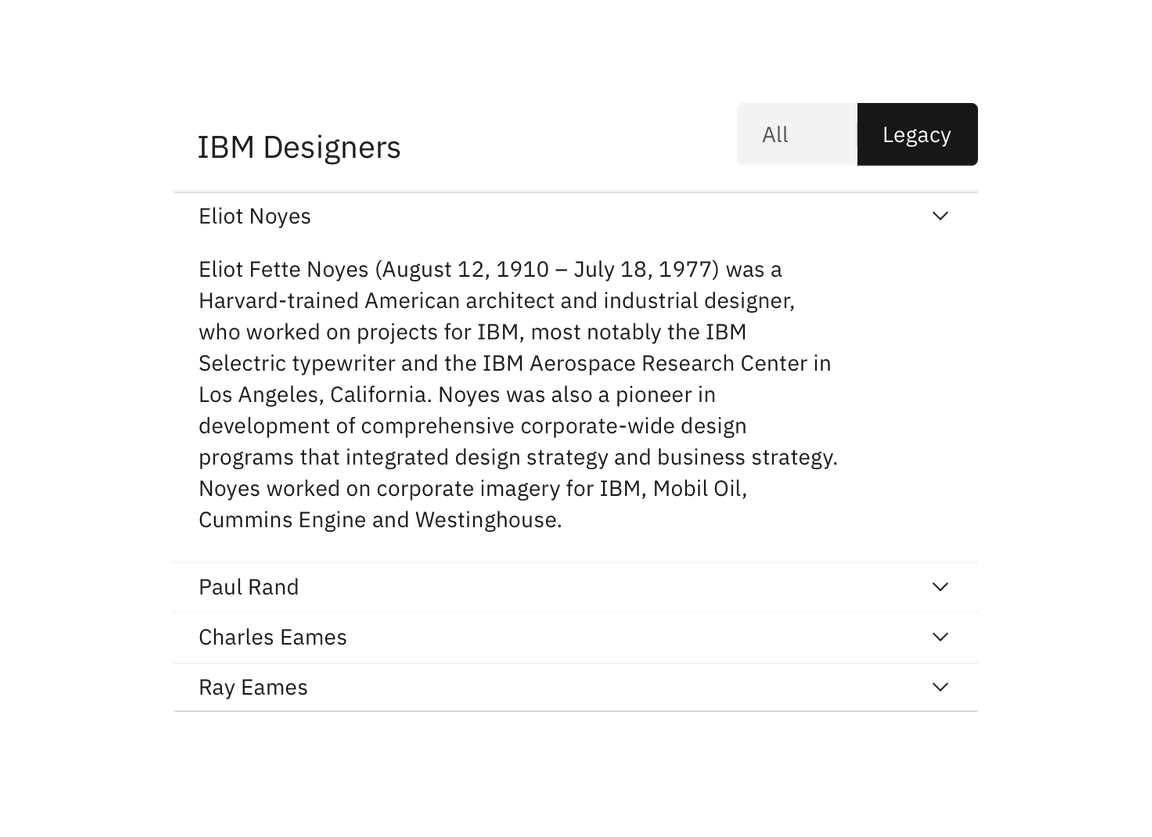 IBM Designers
All
Legacy
Eliot Noyes
Eliot Fette Noyes (August 12, 1910 – July 18, 1977) was a
Harvard-trained American architect and industrial designer,
who worked on projects for IBM, most notably the IBM
Selectric typewriter and the IBM Aerospace Research Center in
Los Angeles, California. Noyes was also a pioneer in
development of comprehensive corporate-wide design
programs that integrated design strategy and business strategy.
Noyes worked on corporate imagery for IBM, Mobil Oil,
Cummins Engine and Westinghouse.
Paul Rand
Charles Eames
Ray Eames